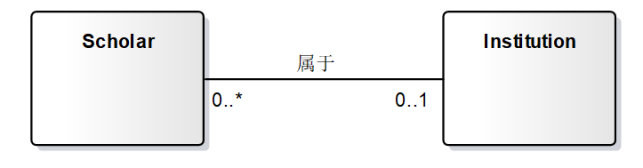 Scholar
Institution
属于
0..*
0..1